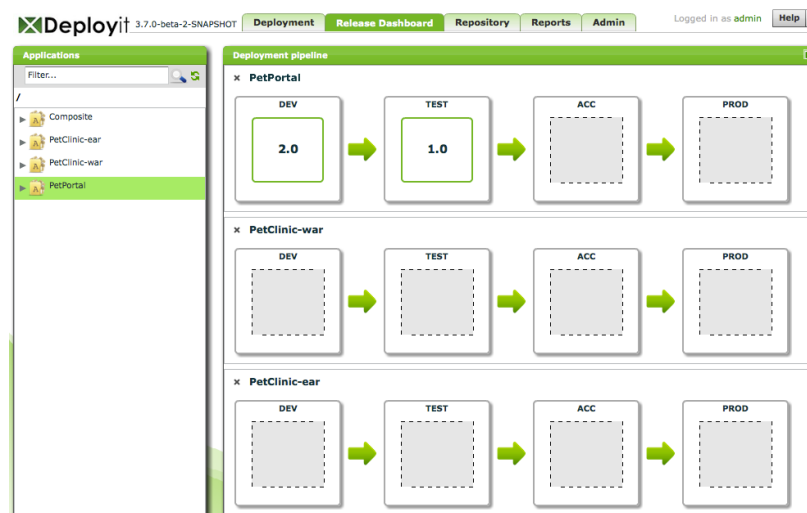 XDeployit 3.7.0-beta-2-SNAPSHOT Deployment Release Dashboard Repository Reports Admin Logged in as admin Help
Applications
Filter...
/
Composite
PetClinic-ear
PetClinic-war
PetPortal
Deployment pipeline
× PetPortal
DEV TEST ACC PROD
2.0 1.0
× PetClinic-war
DEV TEST ACC PROD
× PetClinic-ear
DEV TEST ACC PROD